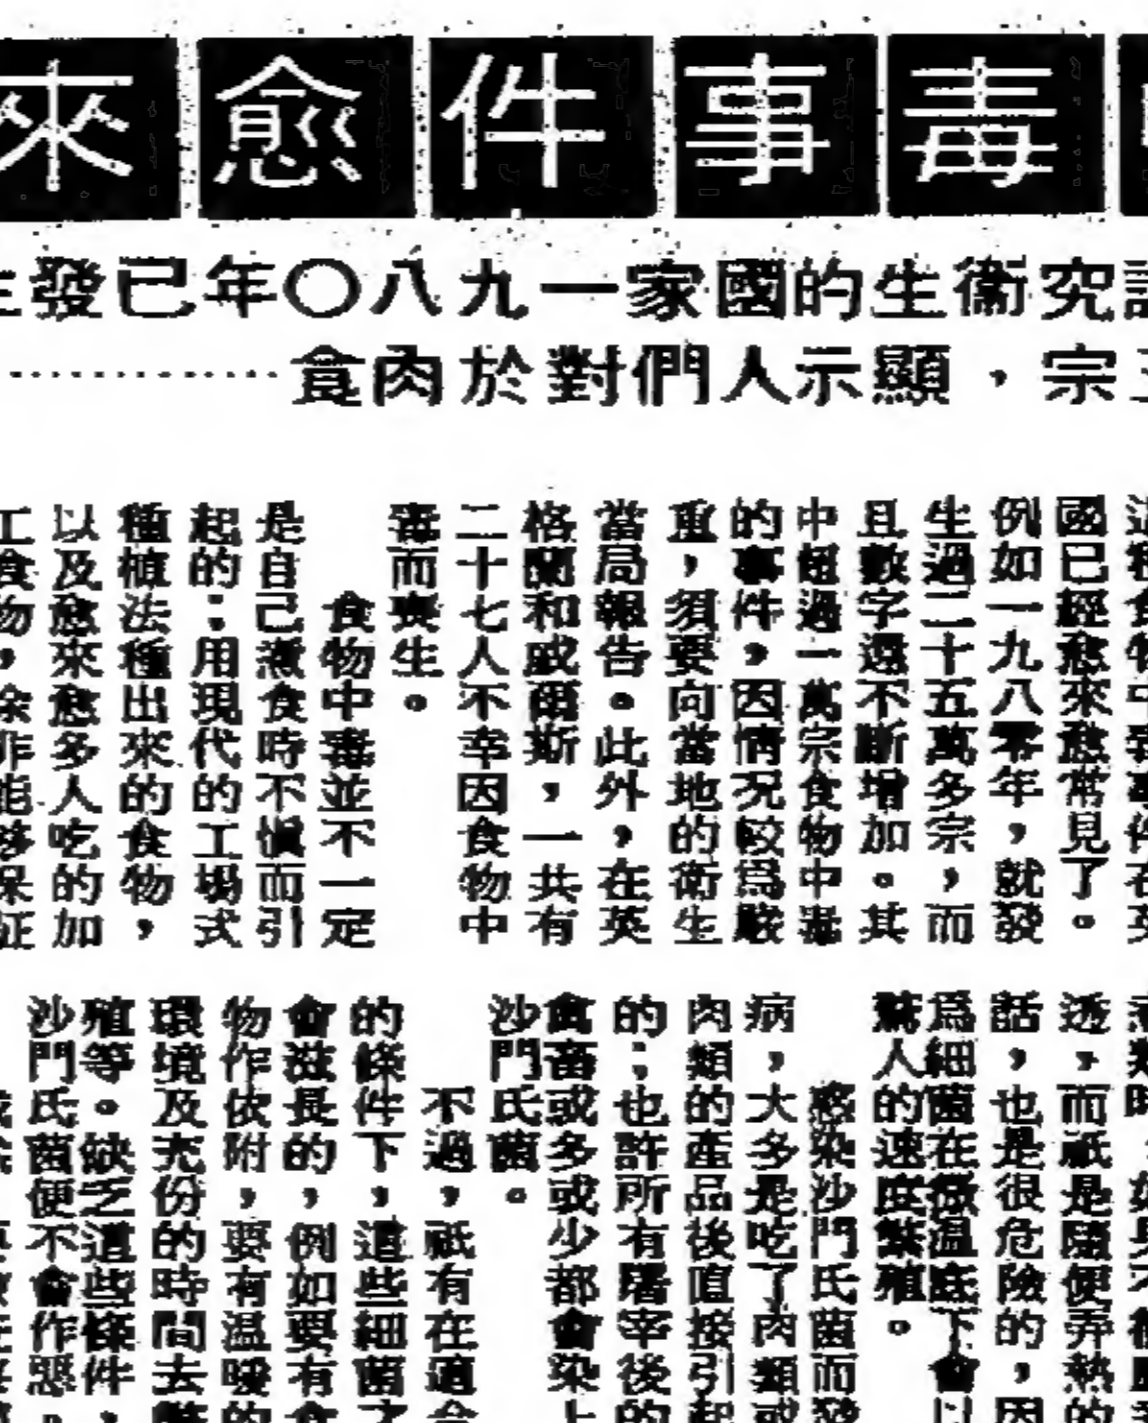 毒事件愈來
究衞生的國家一九八〇年已發生
宗,顯示人們對於肉食…………
國已經愈來愈常見了。
例如一九八零年,就發
生過二十五萬多宗,而
且數字還不斷增加。其
中超過一萬宗食物中毒
的事件,因情況較爲嚴
重,須要向當地的衞生
當局報告。此外,在英
格蘭和威爾斯,一共有
二十七人不幸因食物中
毒而喪生。
食物中毒並不一定
是自己煮食時不愼而引
起的;用現代的工場式
種植法種出來的食物,
以及愈來愈多人吃的加
工食物,除非能够保証
透,而祇是隨便弄熱的
話,也是很危險的,因
爲細菌在微温底下會以
驚人的速度繁殖。
感染沙門氏菌而發
病,大多是吃了肉類或
肉類的產品後直接引起
的;也許所有屠宰後的
禽畜或多或少都會染上
沙門氏菌。
不過,祇有在適合
的條件下,這些細菌才
會滋長的,例如要有食
物作依附,要有温暖的
環境及充份的時間去繁
殖等。缺乏這些條件,
沙門氏菌便不會作惡。